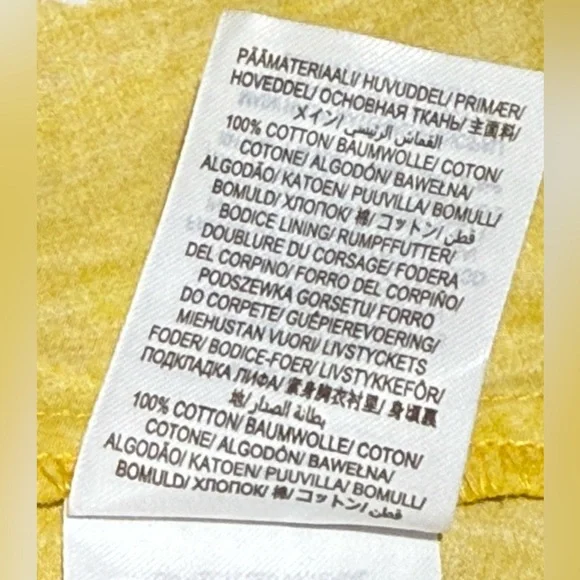 PÄÄMATERIAALI/ HUVUDDEL/ PRIMÆR/
HOVEDDEL/ ОСНОВНАЯ ТКАНЬ/ 主面料/
メイン/ القماش الرئيسي
100% COTTON/ BAUMWOLLE/ COTON/
COTONE/ ALGODÓN/ BAWEŁNA/
ALGODÃO/ KATOEN/ PUUVILLA/ BOMULL/
BOMULD/ ХЛОПОК/ 棉/ コットン/ قطن
BODICE LINING/ RUMPFFUTTER/
DOUBLURE DU CORSAGE/ FODERA
DEL CORPINO/ FORRO DEL CORPIÑO/
PODSZEWKA GORSETU/ FORRO
DO CORPETE/ GUÊPIEREVOERING/
MIEHUSTAN VUORI/ LIVSTYCKETS
FODER/ BODICE-FOER/ LIVSTYKKEFÔR/
ПОДКЛАДКА ЛИФА/ 緊身胸衣衬里/ 身頃裏
地/ بطانة الصدار
100% COTTON/ BAUMWOLLE/ COTON/
COTONE/ ALGODÓN/ BAWEŁNA/
ALGODÃO/ KATOEN/ PUUVILLA/ BOMULL/
BOMULD/ ХЛОПОК/ 棉/ コットン/ قطن